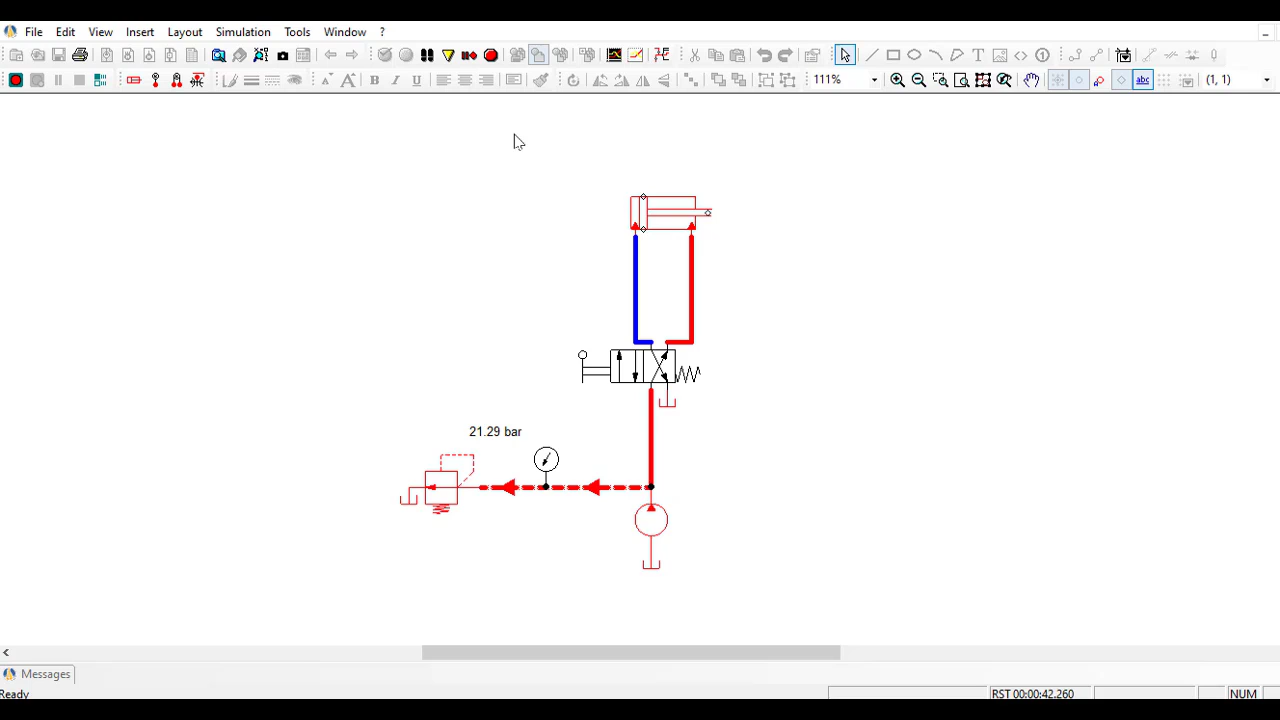 File Edit View Insert Layout Simulation Tools Window ?
A A B I U 111% abc (1, 1)
21.29 bar
Messages
Ready RST 00:00:42.260 NUM